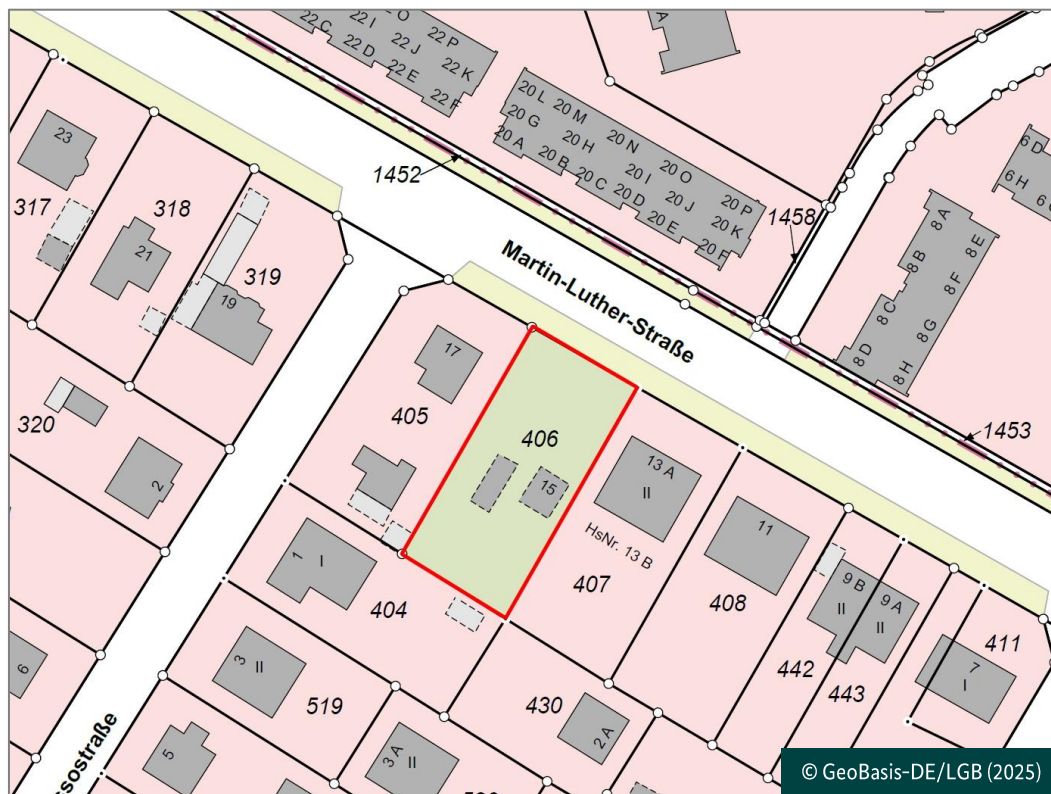 22 C
22 I
22 O
22 D
22 J
22 P
22 E
22 K
22 F
A
20 L
20 M
20 G
20 N
20 A
20 H
20 O
20 B
20 I
20 P
20 C
20 J
20 D
20 K
20 E
20 F
6 D
6 H
23
1452
317
318
319
21
19
1458
8 A
8 E
8 B
8 F
8 C
8 G
8 D
8 H
Martin-Luther-Straße
17
405
406
15
1453
320
2
13 A
II
HsNr. 13 B
407
11
408
1
I
404
9 B
II
9 A
II
442
443
411
7
I
6
3
II
519
430
2 A
5
3 A
II
sostraße
© GeoBasis-DE/LGB (2025)